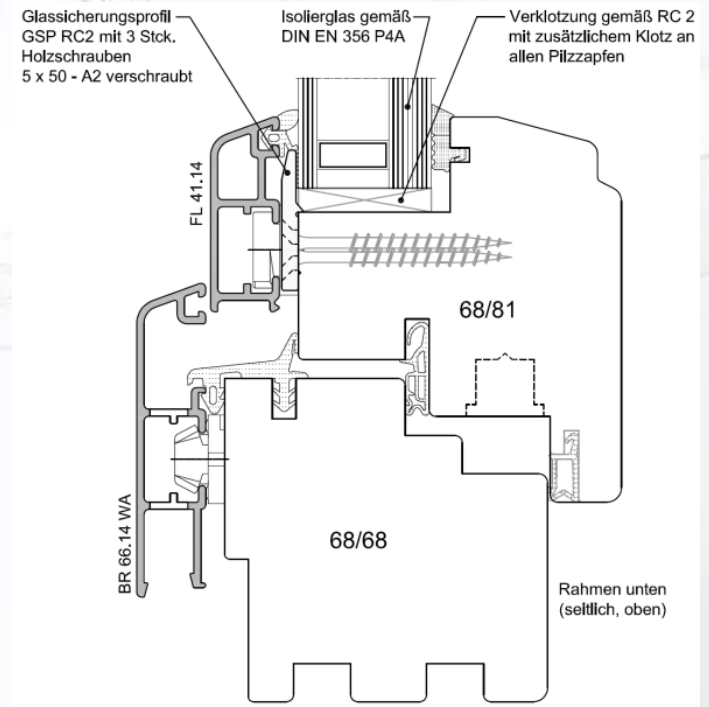 Glassicherungsprofil
GSP RC2 mit 3 Stck.
Holzschrauben
5 x 50 - A2 verschraubt
Isolierglas gemäß
DIN EN 356 P4A
Verklotzung gemäß RC 2
mit zusätzlichem Klotz an
allen Pilzzapfen
FL 41.14
68/81
BR 66.14 WA
68/68
Rahmen unten
(seitlich, oben)